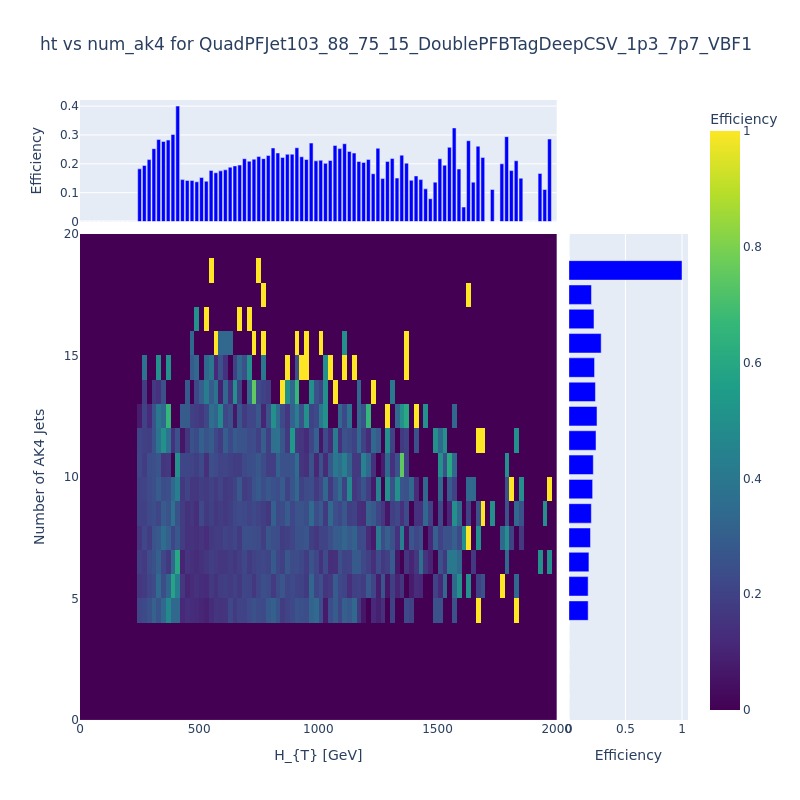 ht vs num_ak4 for QuadPFJet103_88_75_15_DoublePFBTagDeepCSV_1p3_7p7_VBF1
Efficiency
0.4
0.3
0.2
0.1
0
Efficiency
1
0.8
0.6
0.4
0.2
0
Number of AK4 Jets
20
15
10
5
0
0 500 1000 1500 2000
H_{T} [GeV]
0 0.5 1
Efficiency